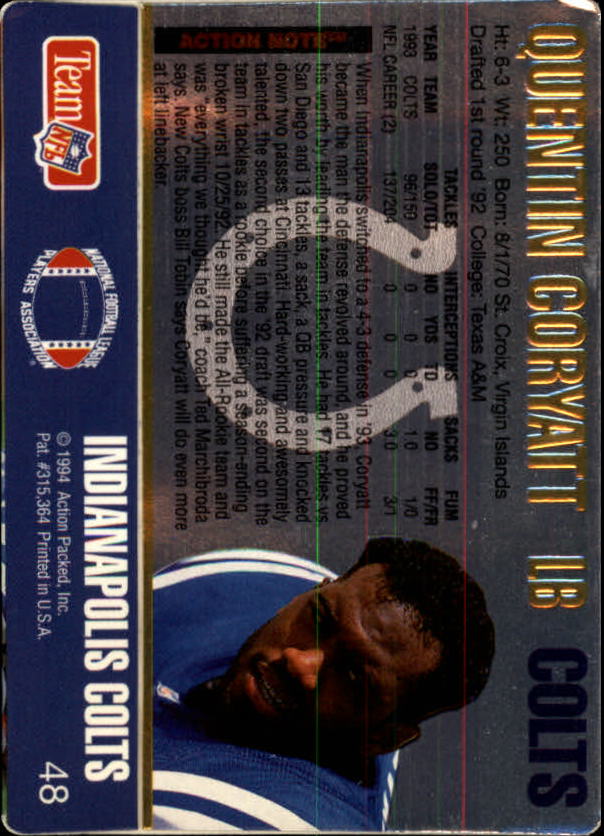 QUENTIN CORYATT LB COLTS
Ht: 6-3 Wt: 250 Born: 8/1/70 St. Croix, Virgin Islands
Drafted 1st round '92 College: Texas A&M
TACKLES INTERCEPTIONS SACKS FUM
YEAR TEAM SOLO/TOT NO YDS TD NO FF/FR
1993 COLTS 96/150 0 0 0 1.0 1/0
NFL CAREER (2) 137/204 0 0 0 3.0 3/1
ACTION NOTE™
When Indianapolis switched to a 4-3 defense in '93, Coryatt
became the man the defense revolved around, and he proved
his worth by leading the team in tackles. He had 17 tackles vs.
San Diego and 13 tackles, a sack, a QB pressure and knocked
down two passes at Cincinnati. Hard-working and awesomely
talented, the second choice in the '92 draft was second on the
team in tackles as a rookie before suffering a season-ending
broken wrist 10/25/92. He still made the All-Rookie team and
was "everything we thought he'd be," coach Ted Marchibroda
says. New Colts boss Bill Tobin says Coryatt will do even more
at left linebacker.
Team NFL
NATIONAL FOOTBALL LEAGUE
PLAYERS ASSOCIATION
INDIANAPOLIS COLTS
© 1994 Action Packed, Inc.
Pat. #315,364 Printed in U.S.A.
48